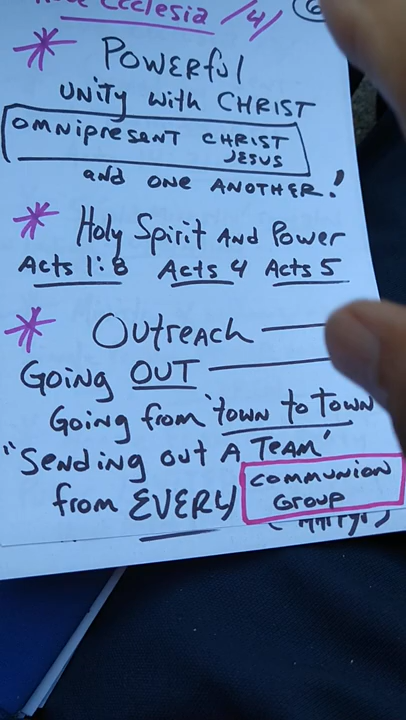 Ecclesia /4/ 6
* Powerful
Unity with CHRIST
OMNIPRESENT CHRIST
JESUS
and ONE ANOTHER!
* Holy Spirit AND Power
Acts 1:8 Acts 4 Acts 5
* Outreach —
Going OUT —
Going from town to town
"Sending out A TEAM"
from EVERY COMMUNION
GROUP